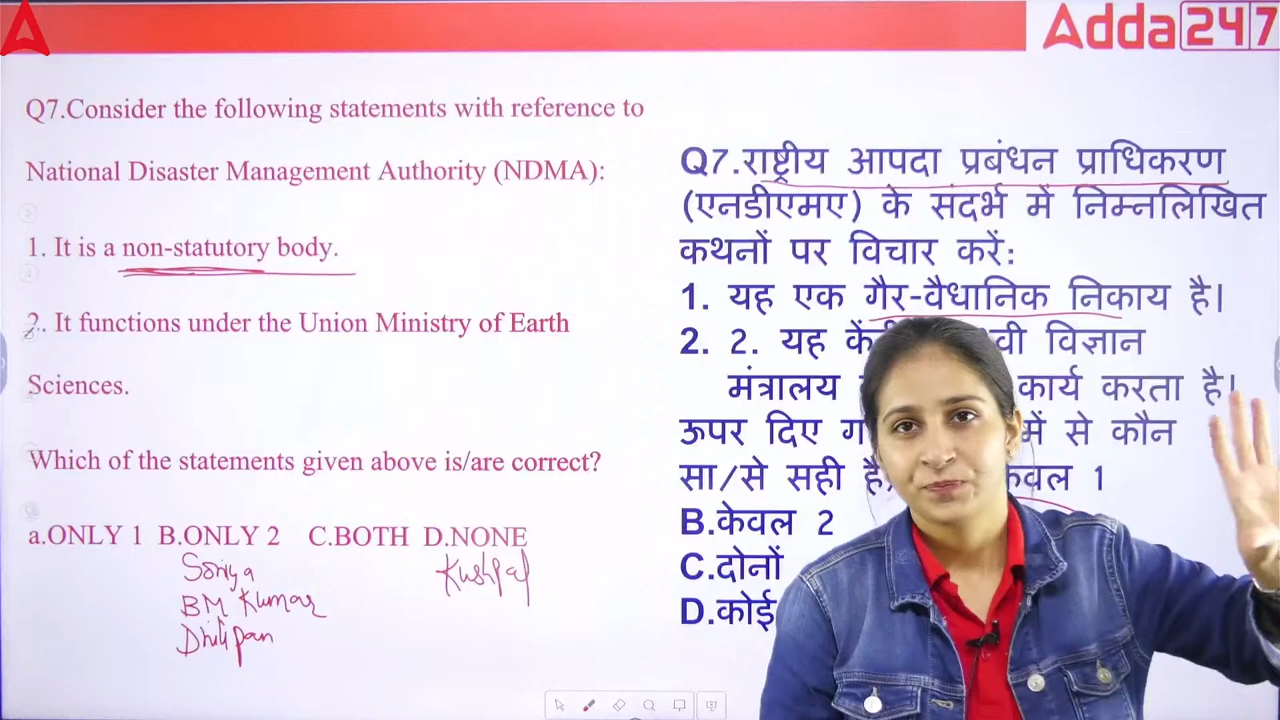 Adda247
Q7.Consider the following statements with reference to
National Disaster Management Authority (NDMA):
1. It is a non-statutory body.
2. It functions under the Union Ministry of Earth
Sciences.
Which of the statements given above is/are correct?
a.ONLY 1 B.ONLY 2 C.BOTH D.NONE
Soniya
BM Kumar
Dhilipan
Kushpal
Q7.राष्ट्रीय आपदा प्रबंधन प्राधिकरण
(एनडीएमए) के संदर्भ में निम्नलिखित
कथनों पर विचार करें:
1. यह एक गैर-वैधानिक निकाय है।
2. 2. यह वी विज्ञान
मंत्रालय कार्य करता है।
ऊपर दिए में से कौन
सा/से सही है, केवल 1
B.केवल 2
C.दोनों
D.कोई